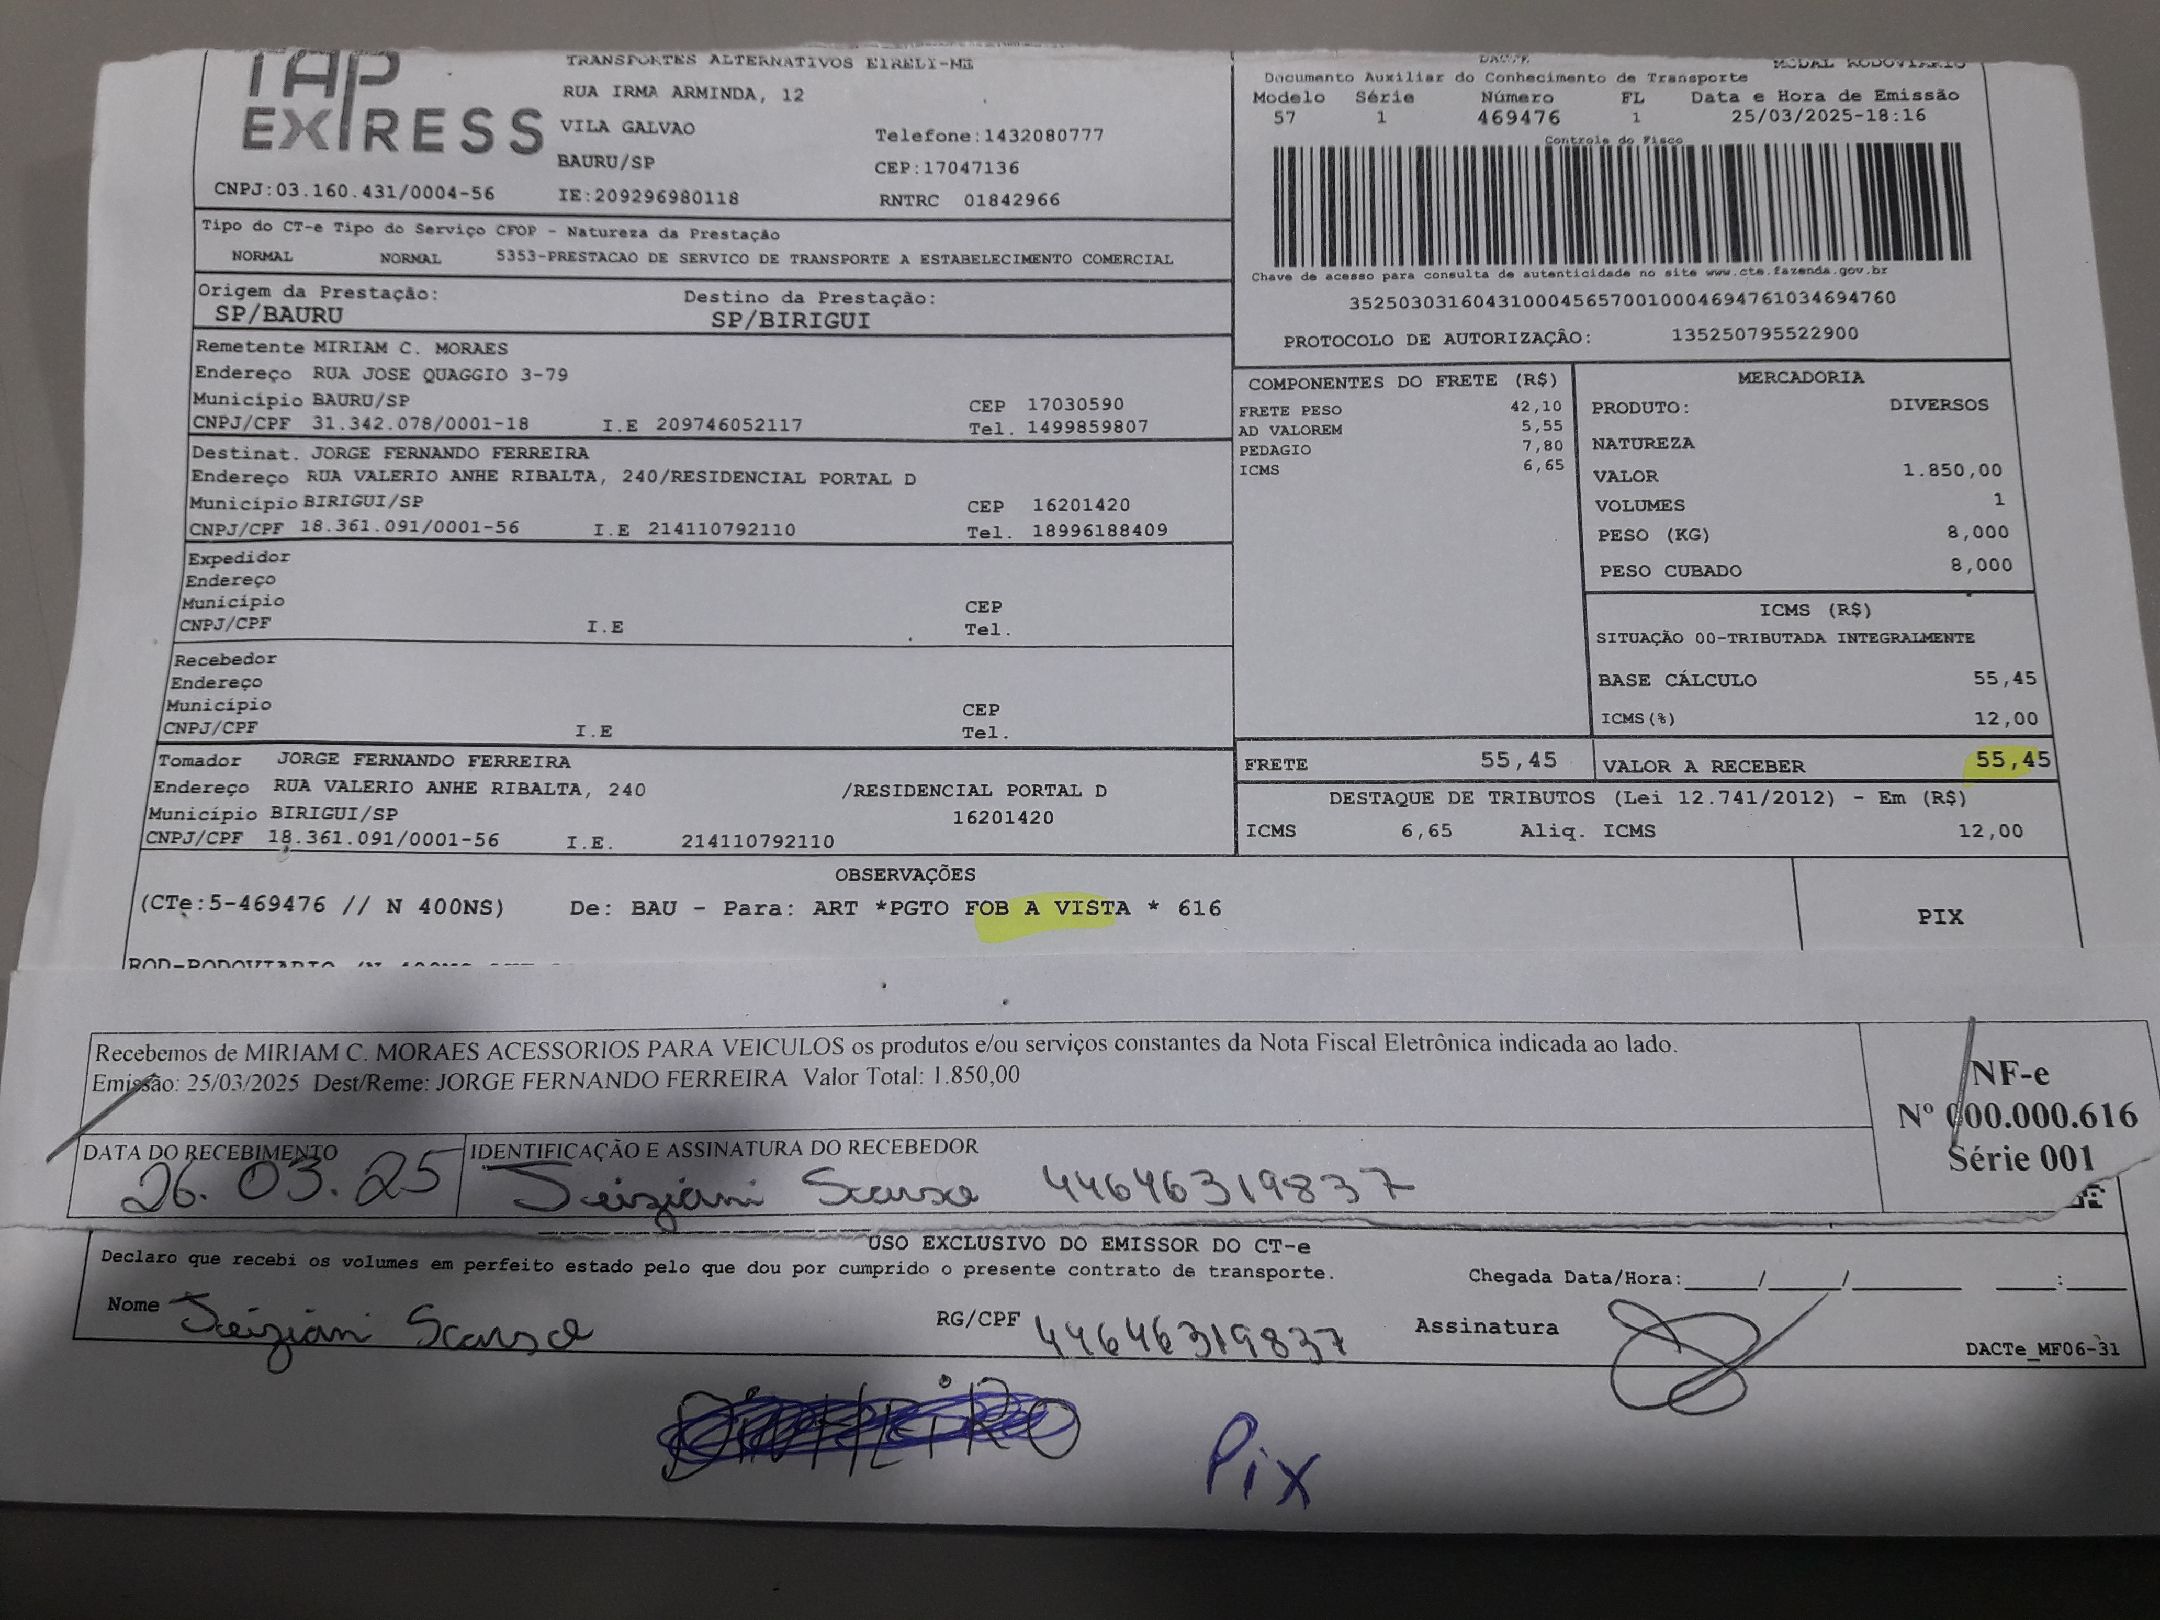 TAP
EXPRESS
TRANSPORTES ALTERNATIVOS EIRELI-ME
RUA IRMA ARMINDA, 12
VILA GALVAO Telefone:1432080777
BAURU/SP CEP:17047136
CNPJ:03.160.431/0004-56 IE:209296980118 RNTRC 01842966
DACTE MODAL RODOVIARIO
Documento Auxiliar do Conhecimento de Transporte
Modelo Série Número FL Data e Hora de Emissão
57 1 469476 1 25/03/2025-18:16
Controle do Fisco
Chave de acesso para consulta de autenticidade no site www.cte.fazenda.gov.br
35250303160431000456570010004694761034694760
PROTOCOLO DE AUTORIZAÇÃO: 135250795522900
Tipo do CT-e Tipo do Serviço CFOP - Natureza da Prestação
NORMAL NORMAL 5353-PRESTACAO DE SERVICO DE TRANSPORTE A ESTABELECIMENTO COMERCIAL
Origem da Prestação: Destino da Prestação:
SP/BAURU SP/BIRIGUI
Remetente MIRIAM C. MORAES
Endereço RUA JOSE QUAGGIO 3-79
Município BAURU/SP CEP 17030590
CNPJ/CPF 31.342.078/0001-18 I.E 209746052117 Tel. 1499859807
Destinat. JORGE FERNANDO FERREIRA
Endereço RUA VALERIO ANHE RIBALTA, 240/RESIDENCIAL PORTAL D
Município BIRIGUI/SP CEP 16201420
CNPJ/CPF 18.361.091/0001-56 I.E 214110792110 Tel. 18996188409
Expedidor
Endereço
Município CEP
CNPJ/CPF I.E Tel.
Recebedor
Endereço
Município CEP
CNPJ/CPF I.E Tel.
Tomador JORGE FERNANDO FERREIRA
Endereço RUA VALERIO ANHE RIBALTA, 240 /RESIDENCIAL PORTAL D
Município BIRIGUI/SP 16201420
CNPJ/CPF 18.361.091/0001-56 I.E. 214110792110
COMPONENTES DO FRETE (R$)
FRETE PESO 42,10
AD VALOREM 5,55
PEDAGIO 7,80
ICMS 6,65
MERCADORIA
PRODUTO: DIVERSOS
NATUREZA
VALOR 1.850,00
VOLUMES 1
PESO (KG) 8,000
PESO CUBADO 8,000
ICMS (R$)
SITUAÇÃO 00-TRIBUTADA INTEGRALMENTE
BASE CÁLCULO 55,45
ICMS(%) 12,00
FRETE 55,45 VALOR A RECEBER 55,45
DESTAQUE DE TRIBUTOS (Lei 12.741/2012) - Em (R$)
ICMS 6,65 Aliq. ICMS 12,00
OBSERVAÇÕES
(CTe:5-469476 // N 400NS) De: BAU - Para: ART *PGTO FOB A VISTA * 616
PIX
Recebemos de MIRIAM C. MORAES ACESSORIOS PARA VEICULOS os produtos e/ou serviços constantes da Nota Fiscal Eletrônica indicada ao lado.
Emissão: 25/03/2025 Dest/Reme: JORGE FERNANDO FERREIRA Valor Total: 1.850,00
NF-e
Nº 000.000.616
Série 001
DATA DO RECEBIMENTO IDENTIFICAÇÃO E ASSINATURA DO RECEBEDOR
26.03.25 44646319837
USO EXCLUSIVO DO EMISSOR DO CT-e
Declaro que recebi os volumes em perfeito estado pelo que dou por cumprido o presente contrato de transporte.
Chegada Data/Hora:____/____/____ ___:___
Nome RG/CPF 44646319837 Assinatura
DACTe_MF06-31
DINHEIRO
Pix